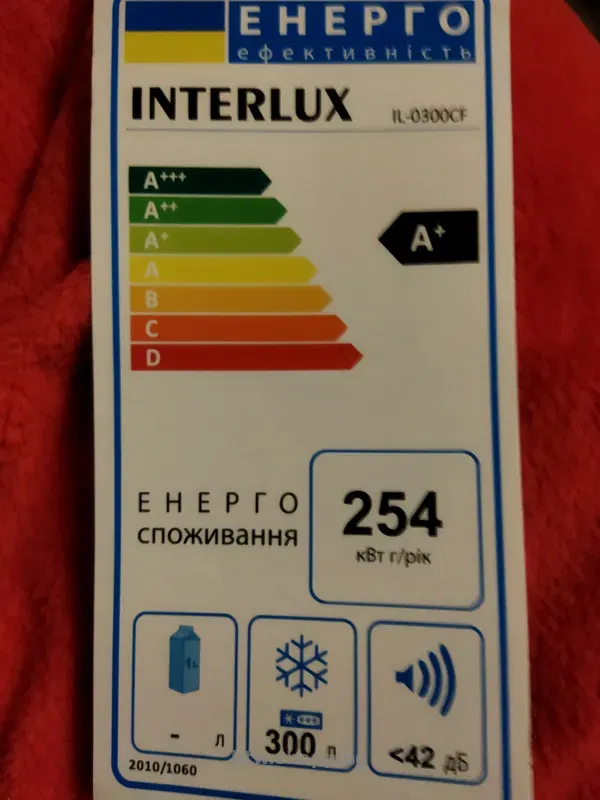 ЕНЕРГО
ефективність
INTERLUX IL-0300CF
A+++
A++
A+
A+
A
B
C
D
ЕНЕРГО
споживання
254
кВт г/рік
- л
300 л
<42 дБ
2010/1060